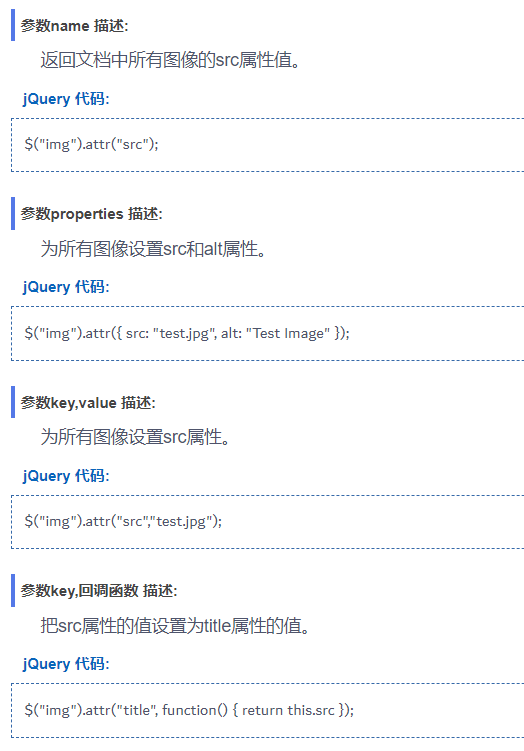 参数name 描述:
返回文档中所有图像的src属性值。
jQuery 代码:
$("img").attr("src");
参数properties 描述:
为所有图像设置src和alt属性。
jQuery 代码:
$("img").attr({ src: "test.jpg", alt: "Test Image" });
参数key,value 描述:
为所有图像设置src属性。
jQuery 代码:
$("img").attr("src","test.jpg");
参数key,回调函数 描述:
把src属性的值设置为title属性的值。
jQuery 代码:
$("img").attr("title", function() { return this.src });